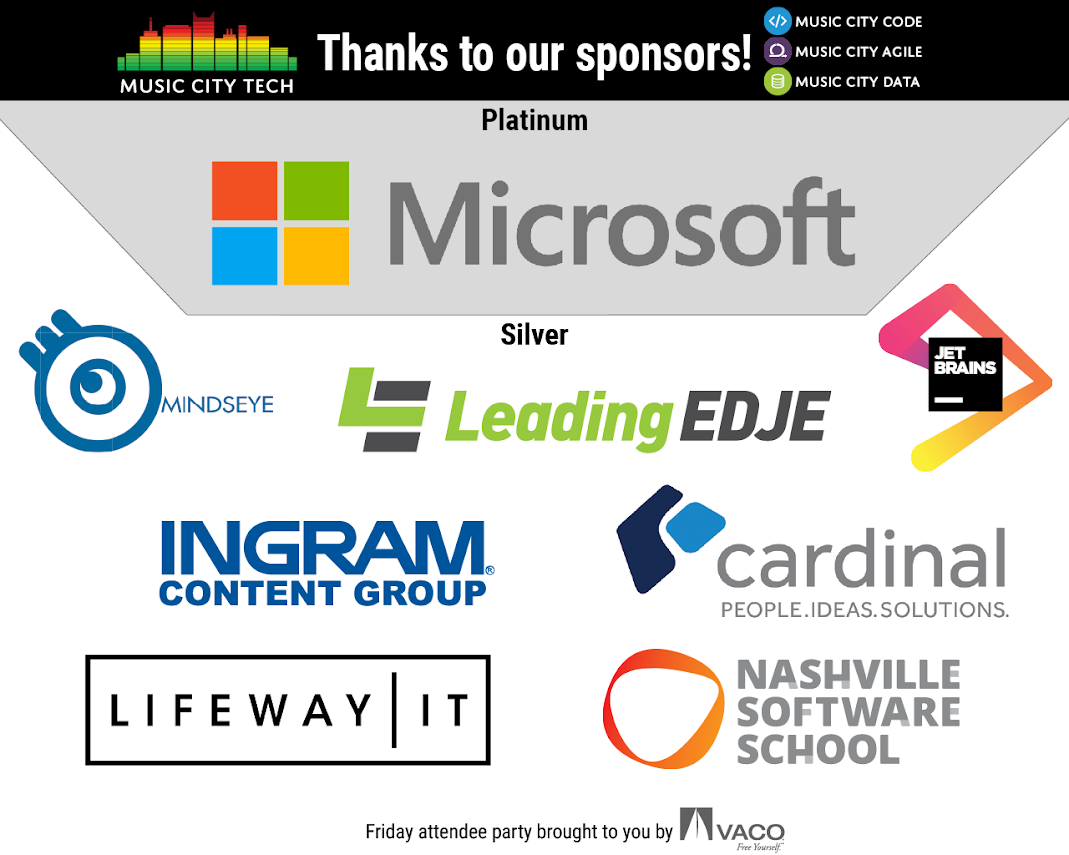 MUSIC CITY TECH
Thanks to our sponsors!
MUSIC CITY CODE
MUSIC CITY AGILE
MUSIC CITY DATA
Platinum
Microsoft
Silver
MINDSEYE
Leading EDJE
JET
BRAINS
INGRAM®
CONTENT GROUP
cardinal
PEOPLE.IDEAS.SOLUTIONS.
LIFEWAY|IT
NASHVILLE
SOFTWARE
SCHOOL
Friday attendee party brought to you by VACO
Free Yourself.